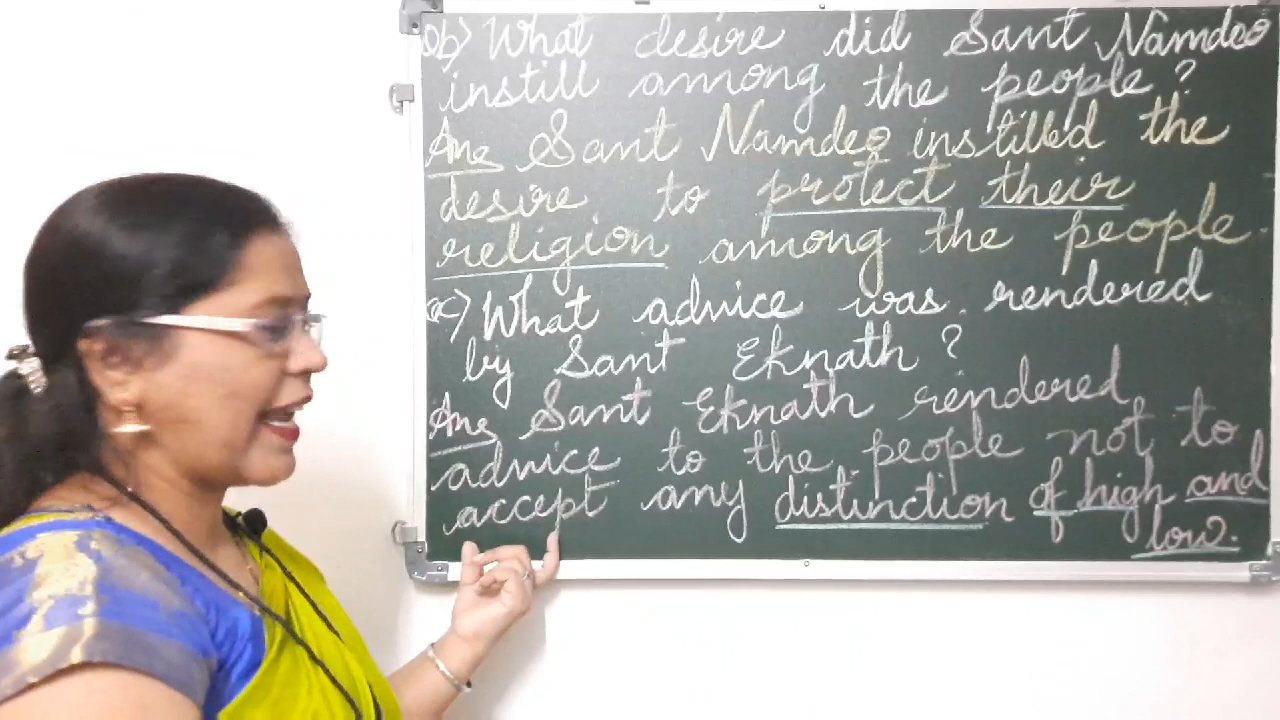 Qb) What desire did Sant Namdeo
instill among the people?
Ans Sant Namdeo instilled the
desire to protect their
religion among the people.
Qc) What advice was rendered
by Sant Eknath?
Ans Sant Eknath rendered
advice to the people not to
accept any distinction of high and
low.